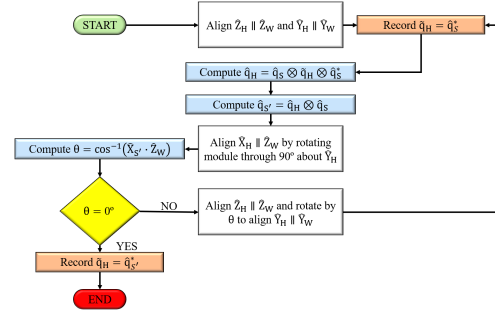 START
Align Ẑ_H ∥ Ẑ_W and Ŷ_H ∥ Ŷ_W
Record q̃_H = q̂*_S
Compute q̂_H = q̂_S ⊗ q̃_H ⊗ q̂*_S
Compute q̂_S′ = q̂_H ⊗ q̂_S
Align X̂_H ∥ Ẑ_W by rotating
module through 90° about Ŷ_H
Compute θ = cos⁻¹(X̂_S′ · Ẑ_W)
θ = 0°
NO
Align Ẑ_H ∥ Ẑ_W and rotate by
θ to align Ŷ_H ∥ Ŷ_W
YES
Record q̃_H = q̂*_S′
END